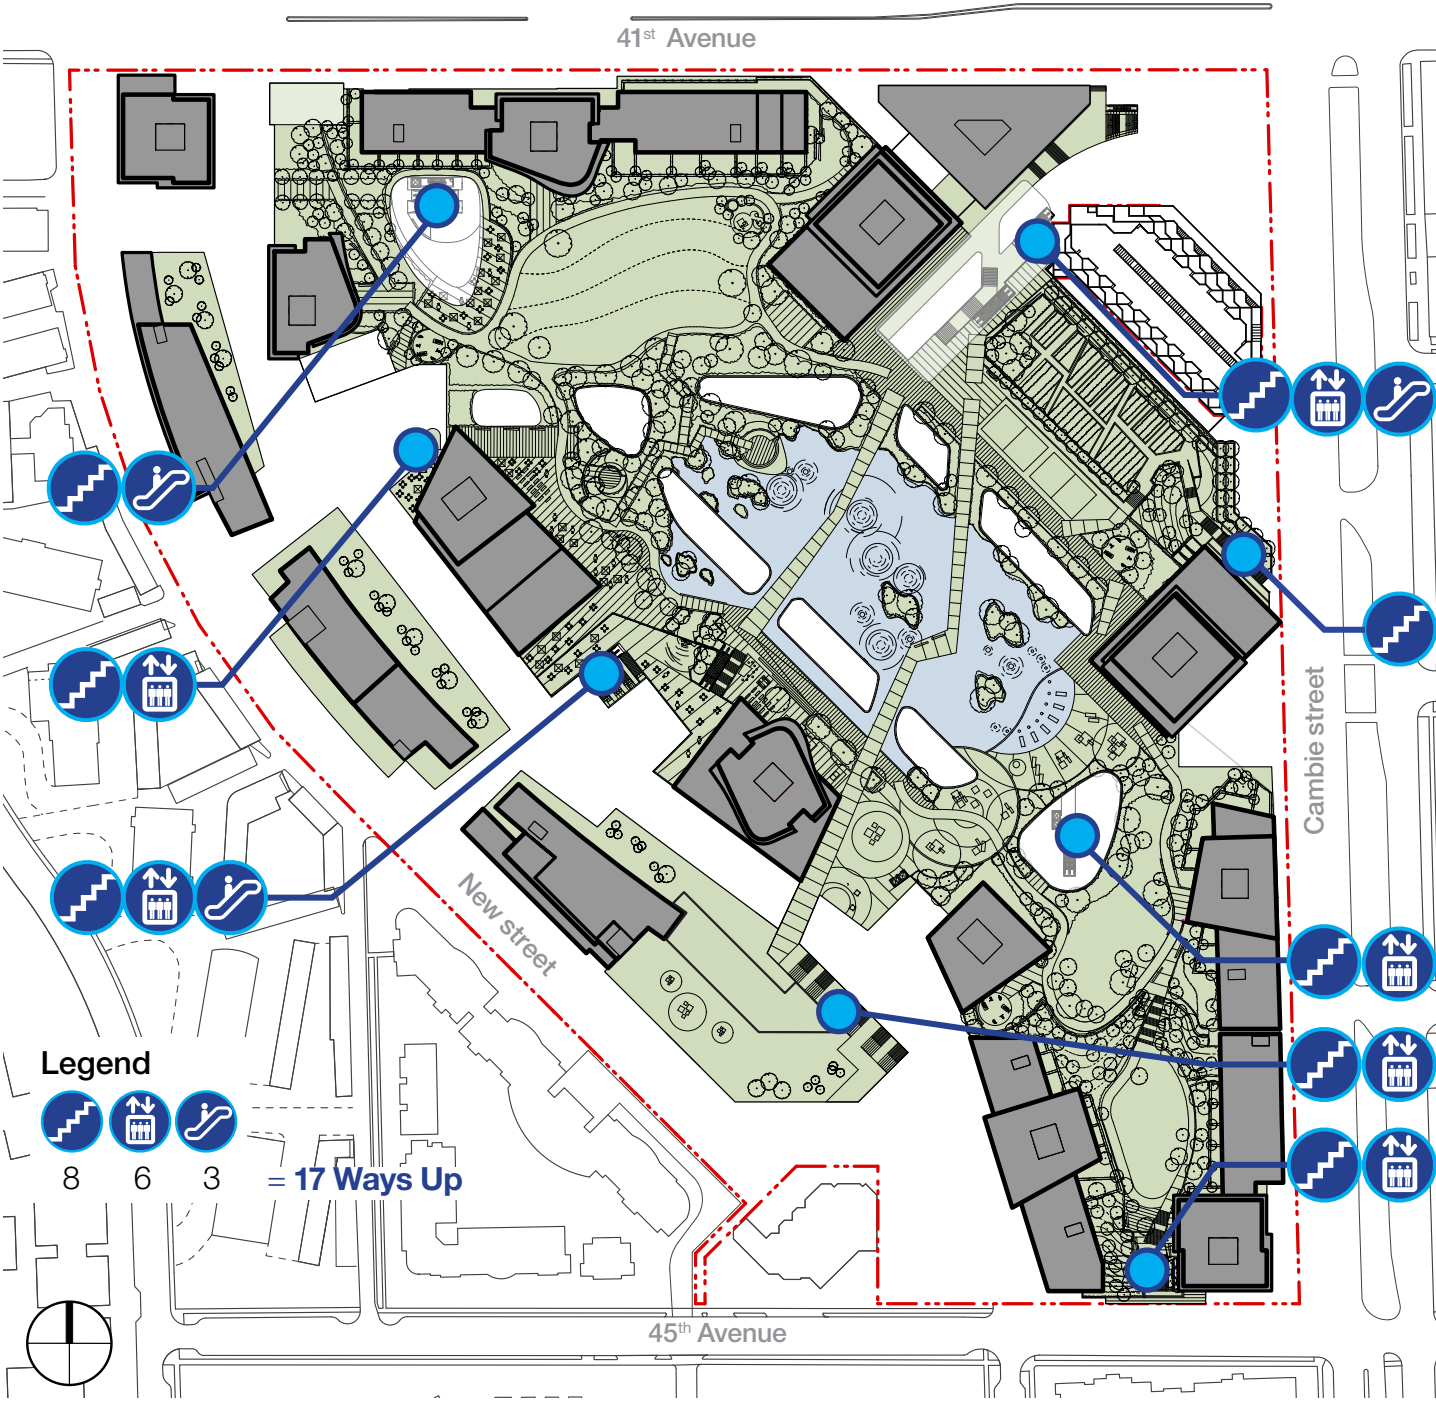 41st Avenue
Cambie street
New street
Legend
8 6 3 = 17 Ways Up
45th Avenue